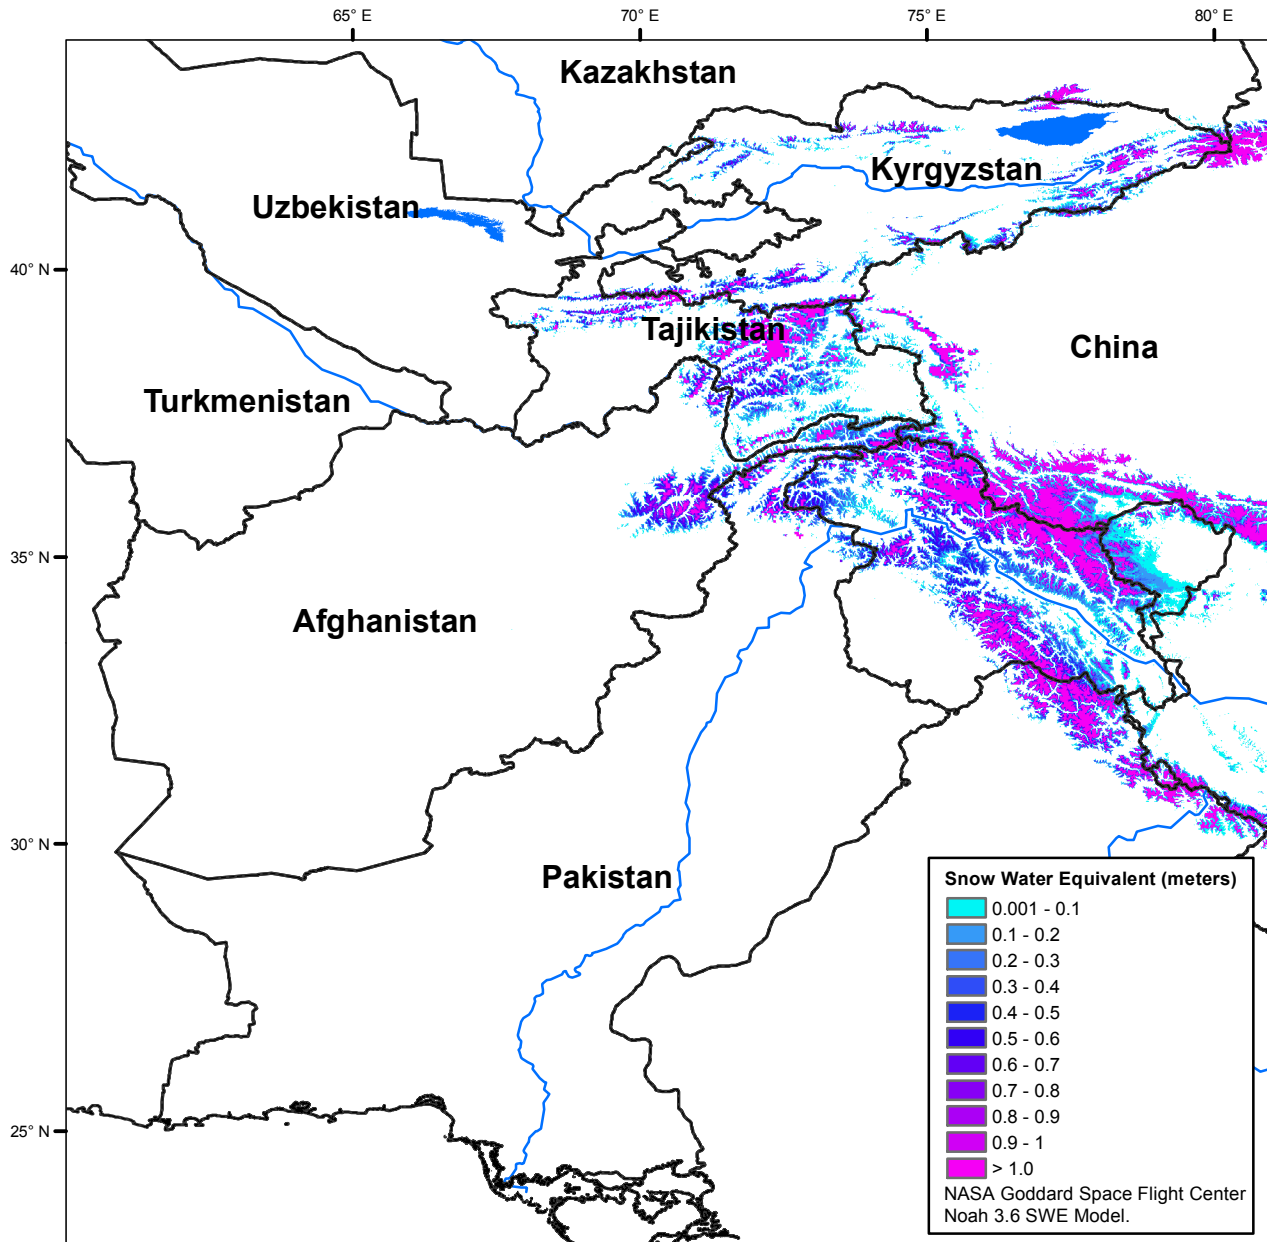 65° E
70° E
75° E
80° E
Kazakhstan
Kyrgyzstan
Uzbekistan
40° N
Tajikistan
China
Turkmenistan
35° N
Afghanistan
30° N
Pakistan
25° N
Snow Water Equivalent (meters)
0.001 - 0.1
0.1 - 0.2
0.2 - 0.3
0.3 - 0.4
0.4 - 0.5
0.5 - 0.6
0.6 - 0.7
0.7 - 0.8
0.8 - 0.9
0.9 - 1
> 1.0
NASA Goddard Space Flight Center
Noah 3.6 SWE Model.